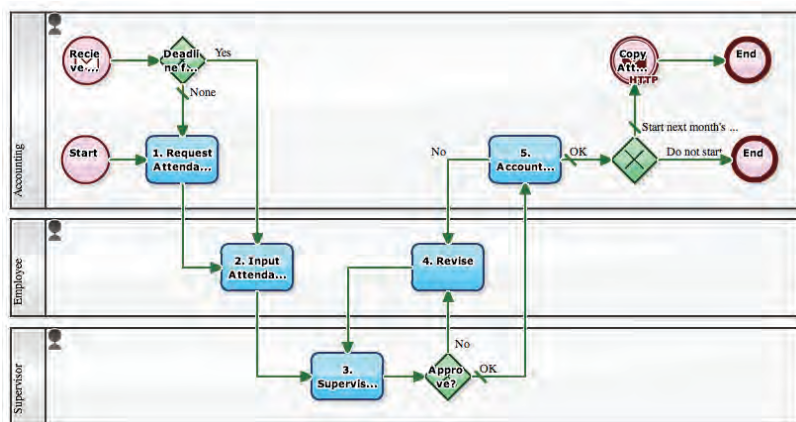 Accounting
Recie
ve-...
Deadli
ne f...
Yes
None
Copy
Att...
HTTP
End
Start
1. Request
Attenda...
No
5.
Account...
OK
Start next month's ...
Do not start
End
Employee
2. Input
Attenda...
4. Revise
Supervisor
3.
Supervis...
No
Appro
ve?
OK